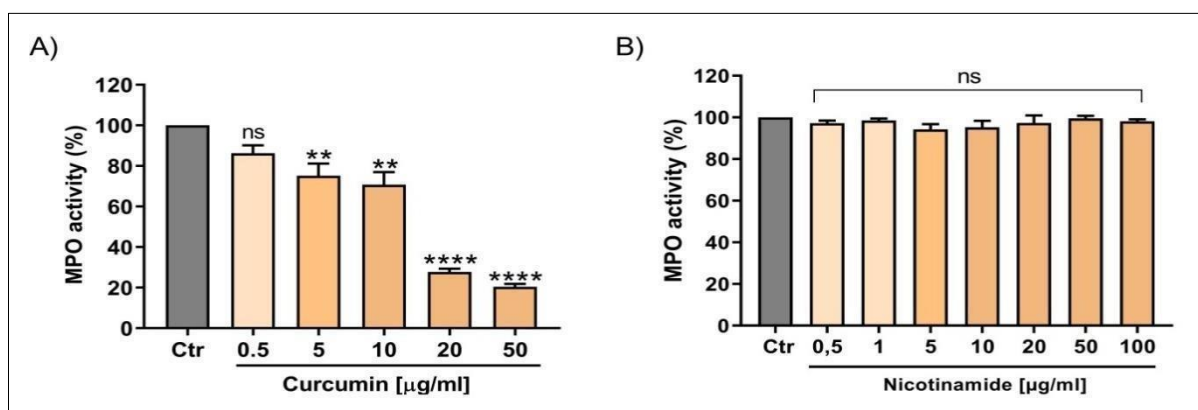 A)
MPO activity (%)
120
100
80
60
40
20
0
ns
**
**
****
****
Ctr 0.5 5 10 20 50
Curcumin [μg/ml]
B)
MPO activity (%)
120
100
80
60
40
20
0
ns
Ctr 0,5 1 5 10 20 50 100
Nicotinamide [µg/ml]